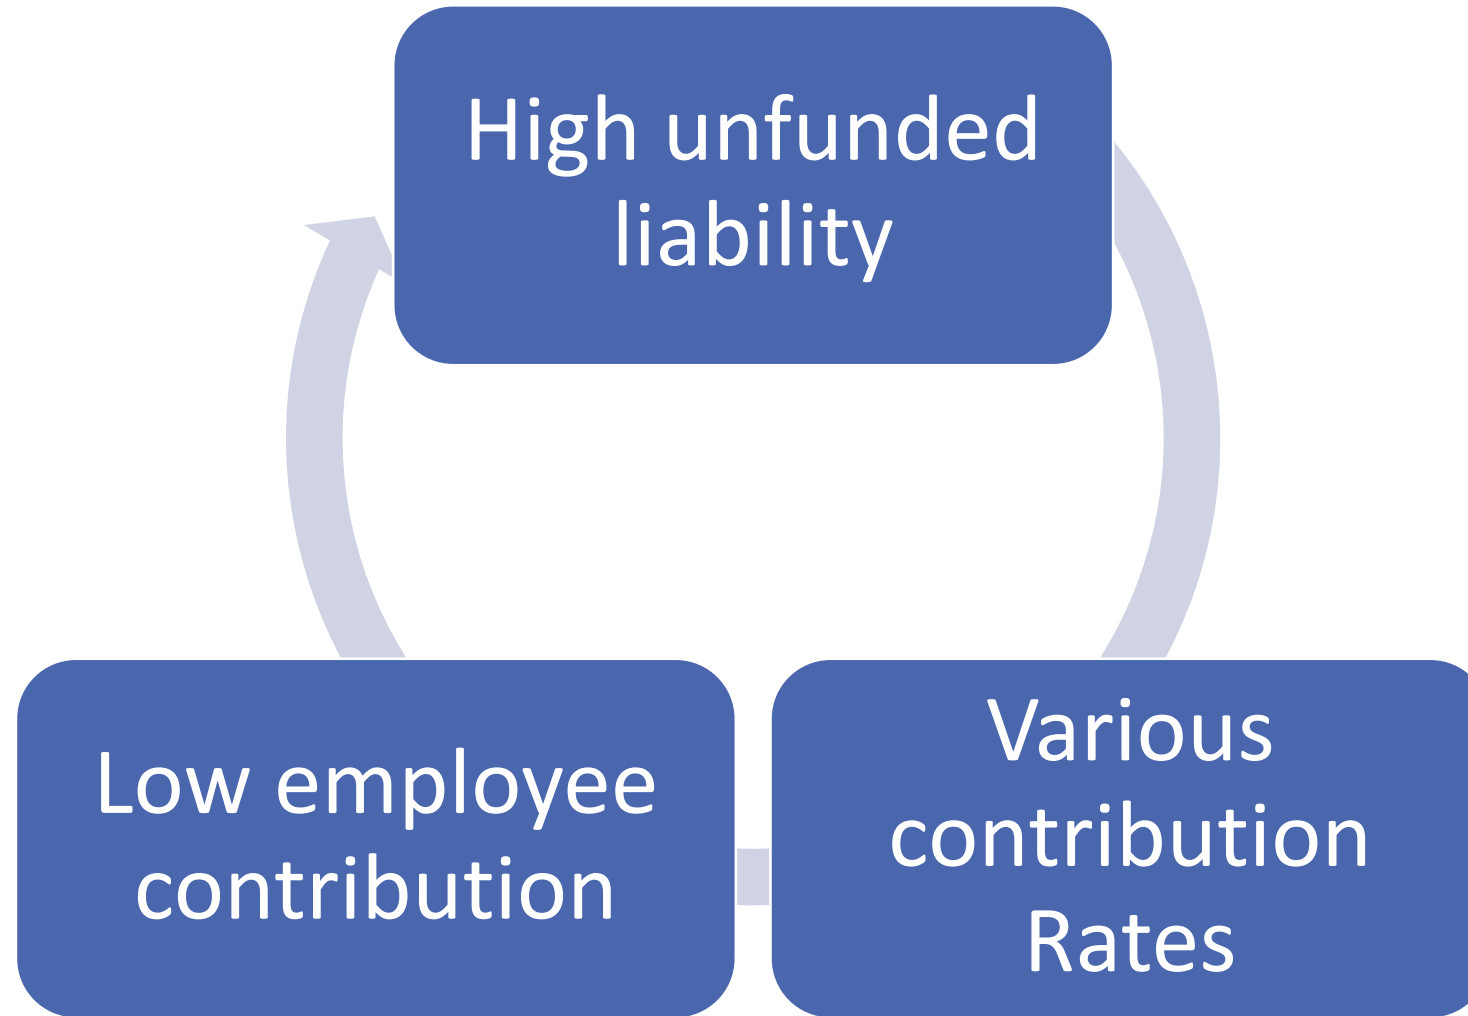 High unfunded
liability
Low employee
contribution
Various
contribution
Rates